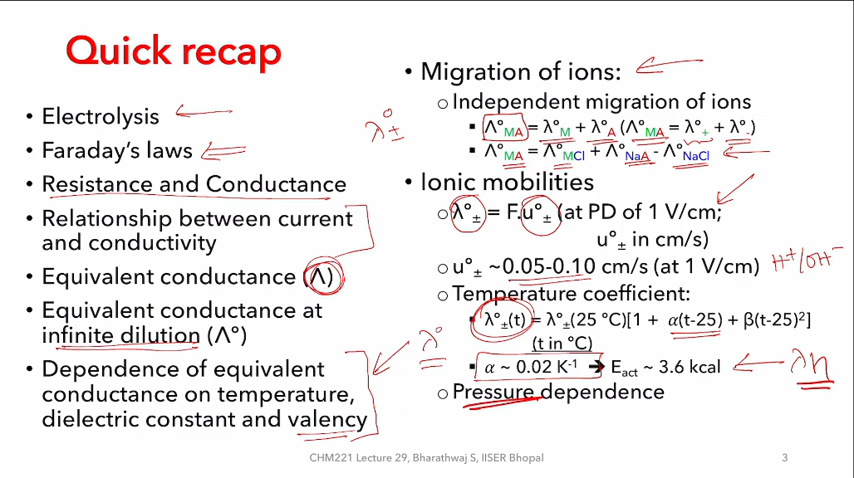 Quick recap
• Electrolysis
• Faraday's laws
• Resistance and Conductance
• Relationship between current
and conductivity
• Equivalent conductance (Λ)
• Equivalent conductance at
infinite dilution (Λ°)
• Dependence of equivalent
conductance on temperature,
dielectric constant and valency
λ°±
λ°
• Migration of ions:
o Independent migration of ions
▪ Λ°MA = λ°M + λ°A (Λ°MA = λ°+ + λ°-)
▪ Λ°MA = Λ°MCl + Λ°NaA - Λ°NaCl
• Ionic mobilities
o λ°± = F.u°± (at PD of 1 V/cm;
u°± in cm/s)
o u°± ~0.05-0.10 cm/s (at 1 V/cm) H+/OH-
o Temperature coefficient:
▪ λ°±(t) = λ°±(25 °C)[1 + α(t-25) + β(t-25)²]
(t in °C)
▪ α ~ 0.02 K-1 ➔ Eact ~ 3.6 kcal
λη
o Pressure dependence
CHM221 Lecture 29, Bharathwaj S, IISER Bhopal
3